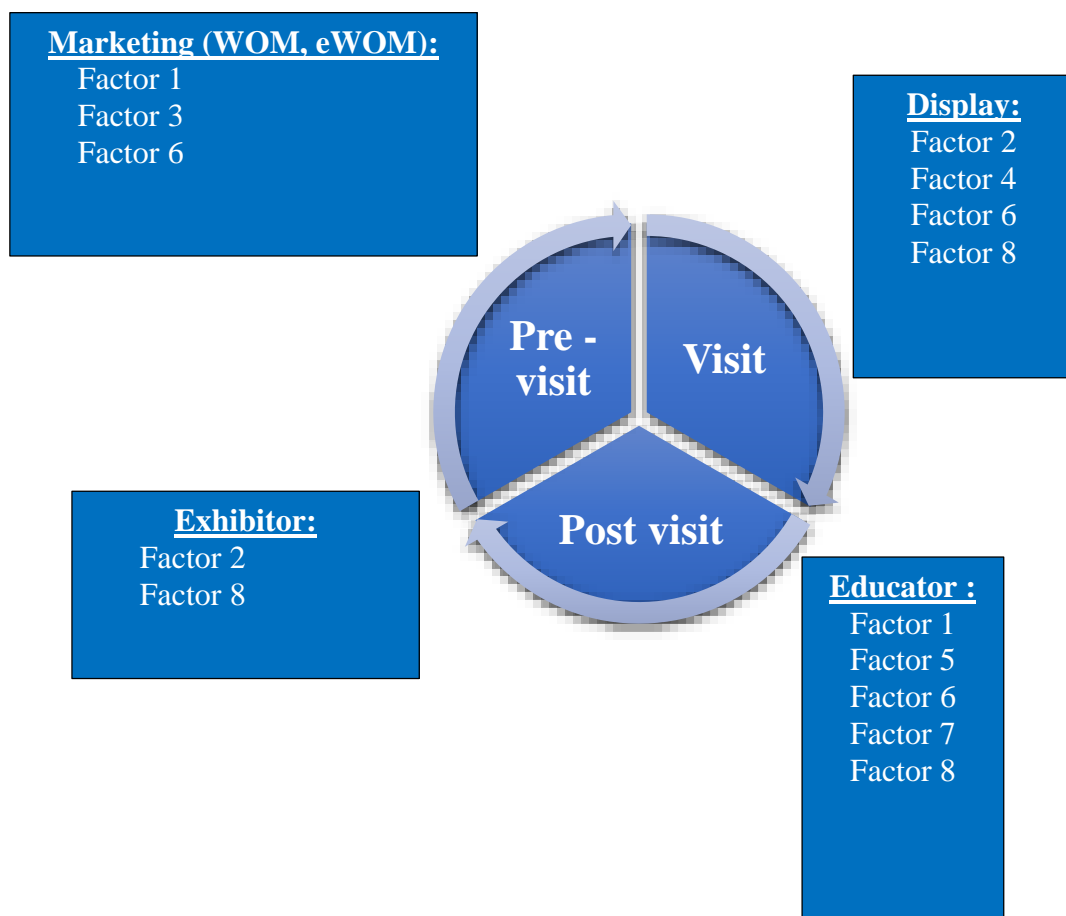 Marketing (WOM, eWOM):
Factor 1
Factor 3
Factor 6
Display:
Factor 2
Factor 4
Factor 6
Factor 8
Pre -
visit
Visit
Post visit
Exhibitor:
Factor 2
Factor 8
Educator :
Factor 1
Factor 5
Factor 6
Factor 7
Factor 8